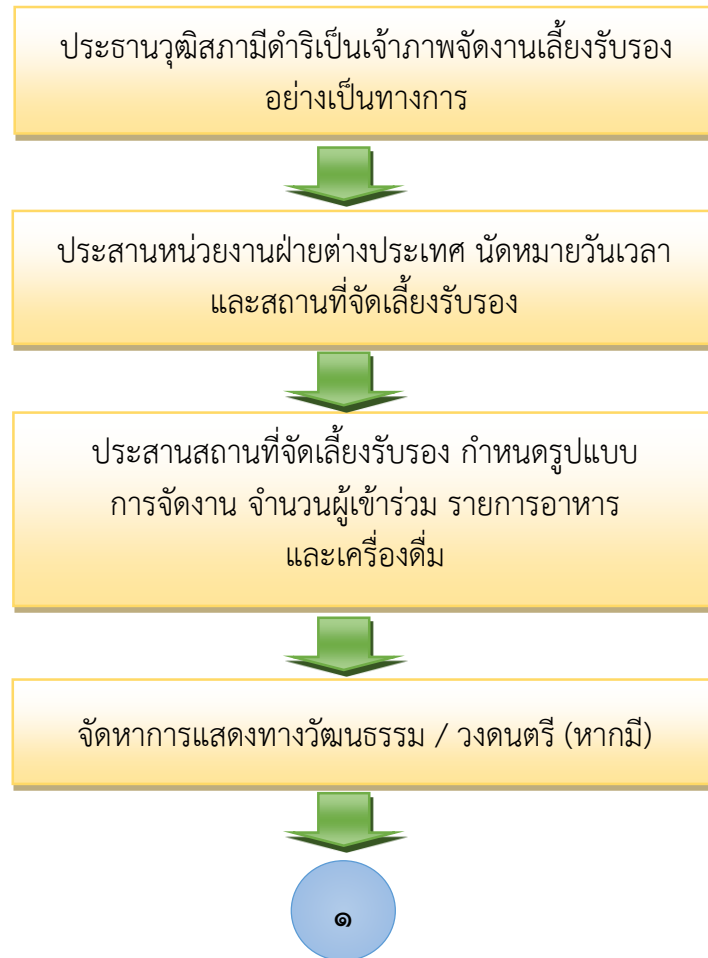 ประธานวุฒิสภามีดำริเป็นเจ้าภาพจัดงานเลี้ยงรับรอง
อย่างเป็นทางการ
ประสานหน่วยงานฝ่ายต่างประเทศ นัดหมายวันเวลา
และสถานที่จัดเลี้ยงรับรอง
ประสานสถานที่จัดเลี้ยงรับรอง กำหนดรูปแบบ
การจัดงาน จำนวนผู้เข้าร่วม รายการอาหาร
และเครื่องดื่ม
จัดหาการแสดงทางวัฒนธรรม / วงดนตรี (หากมี)
๑